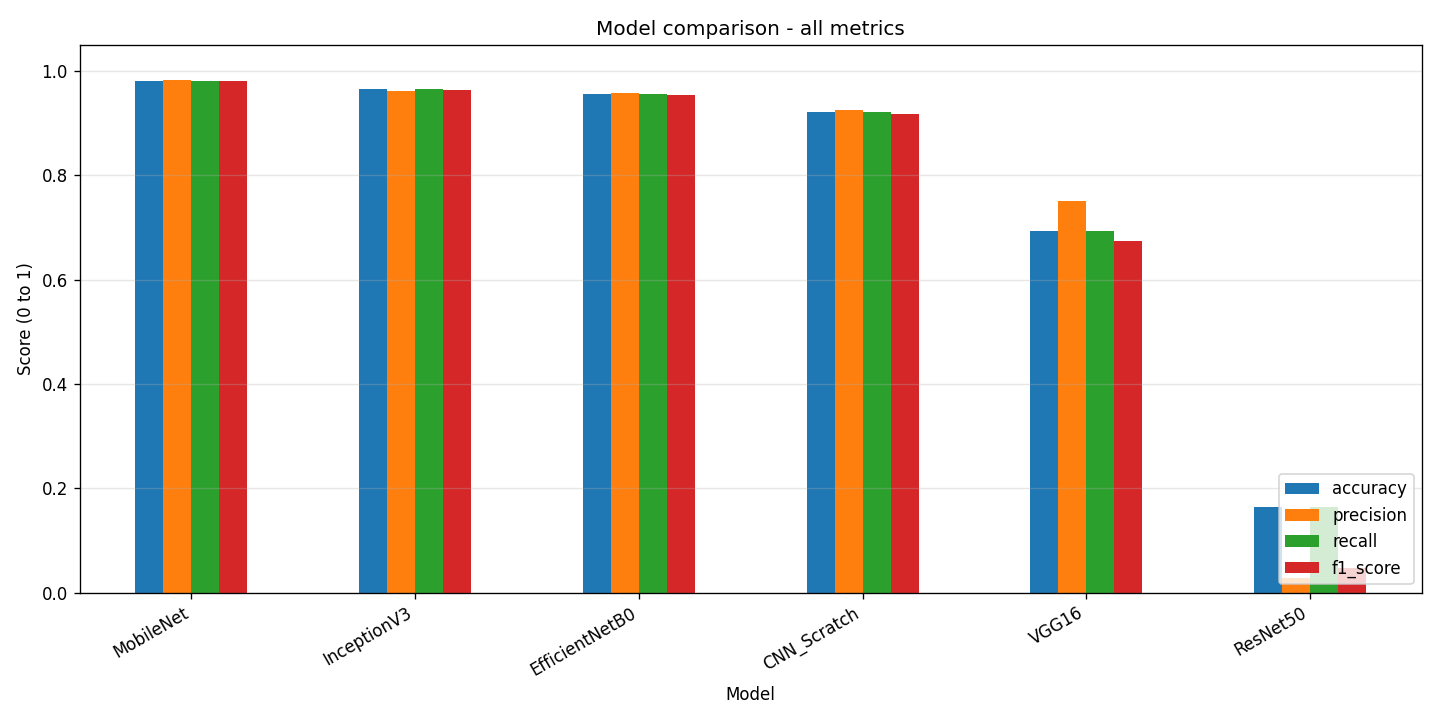 Model comparison - all metrics
Score (0 to 1)
1.0
0.8
0.6
0.4
0.2
0.0
accuracy
precision
recall
f1_score
MobileNet
InceptionV3
EfficientNetB0
CNN_Scratch
VGG16
ResNet50
Model